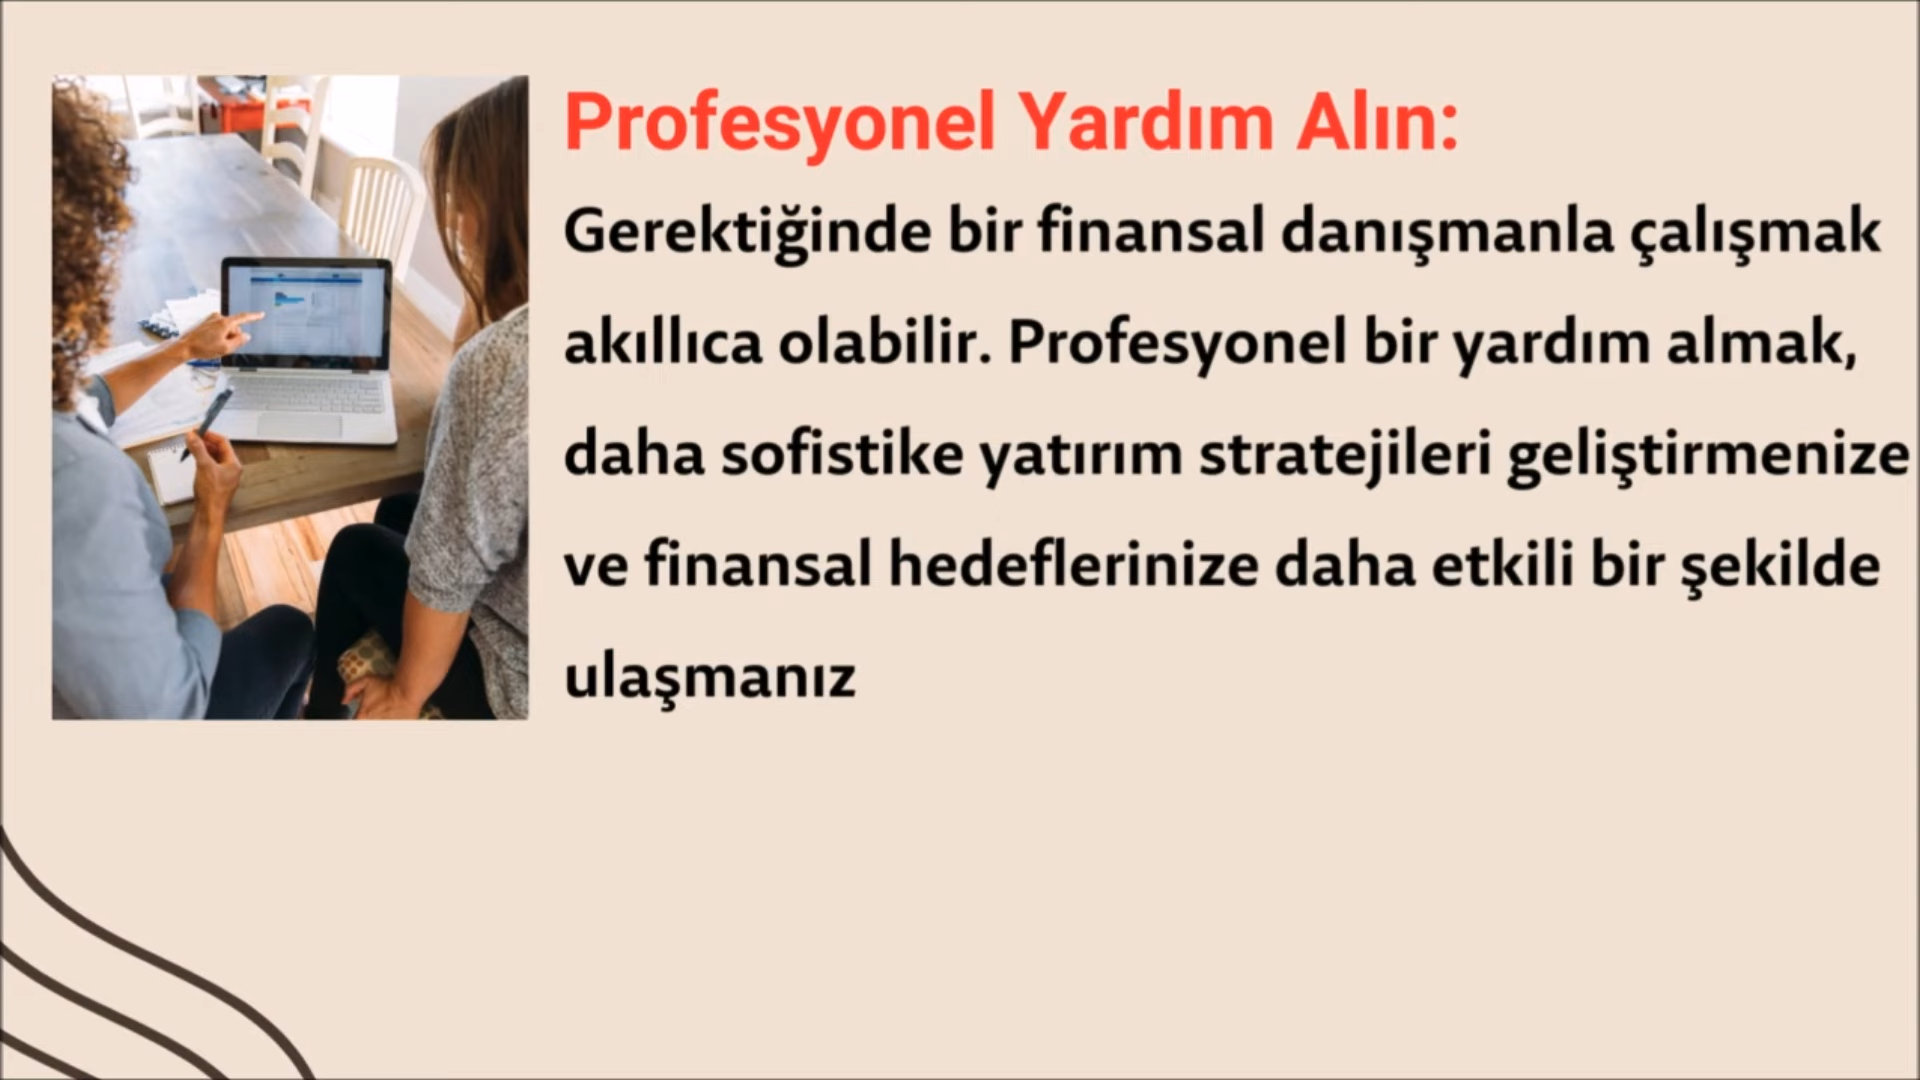 Profesyonel Yardım Alın:
Gerektiğinde bir finansal danışmanla çalışmak
akıllıca olabilir. Profesyonel bir yardım almak,
daha sofistike yatırım stratejileri geliştirmenize
ve finansal hedeflerinize daha etkili bir şekilde
ulaşmanız